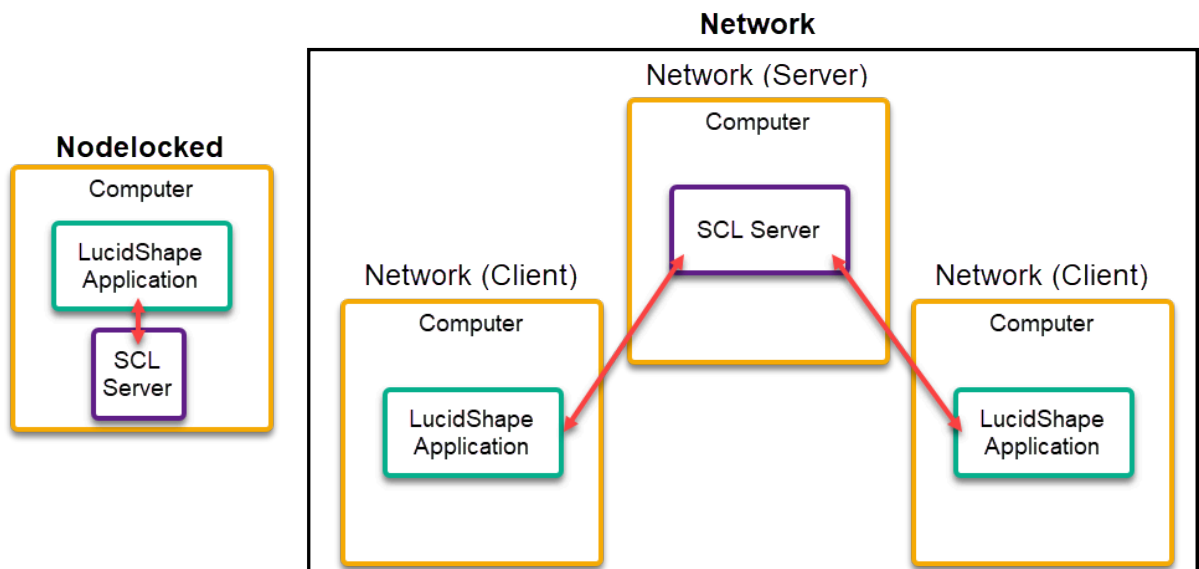 Nodelocked
Computer
LucidShape
Application
SCL
Server
Network
Network (Server)
Computer
SCL Server
Network (Client)
Computer
LucidShape
Application
Network (Client)
Computer
LucidShape
Application